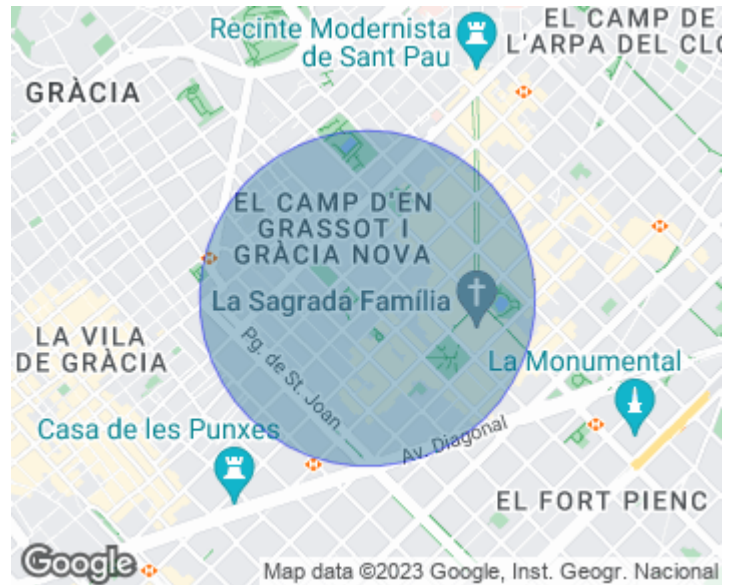 Recinte Modernista
de Sant Pau
EL CAMP DE
L'ARPA DEL CLO
GRÀCIA
EL CAMP D'EN
GRASSOT I
GRÀCIA NOVA
La Sagrada Família
LA VILA
DE GRÀCIA
Pg. de St. Joan
La Monumental
Casa de les Punxes
Av. Diagonal
EL FORT PIENC
Google
Map data ©2023 Google, Inst. Geogr. Nacional